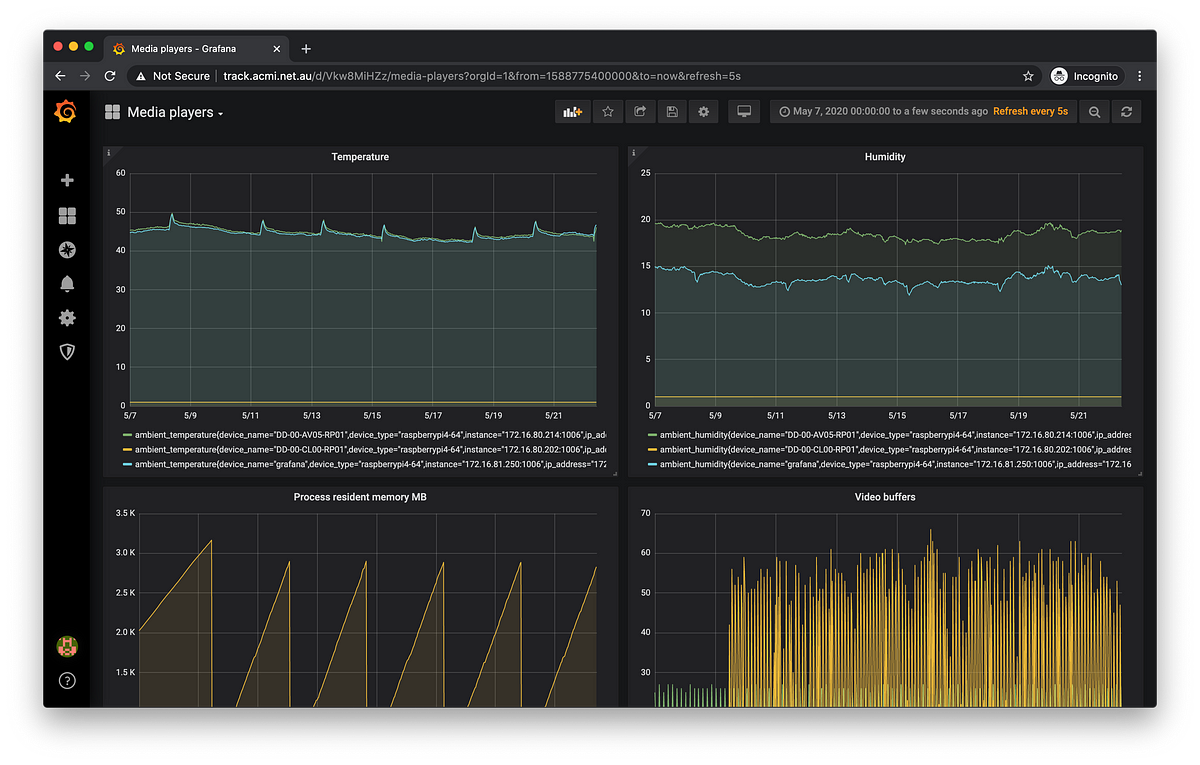 Media players - Grafana
Not Secure track.acmi.net.au/d/Vkw8MiHZz/media-players?orgId=1&from=1588775400000&to=now&refresh=5s Incognito
Media players
May 7, 2020 00:00:00 to a few seconds ago Refresh every 5s
Temperature
60
50
40
30
20
10
0
5/7 5/9 5/11 5/13 5/15 5/17 5/19 5/21
ambient_temperature{device_name="DD-00-AV05-RP01",device_type="raspberrypi4-64",instance="172.16.80.214:1006",ip_ad
ambient_temperature{device_name="DD-00-CL00-RP01",device_type="raspberrypi4-64",instance="172.16.80.202:1006",ip_ad
ambient_temperature{device_name="grafana",device_type="raspberrypi4-64",instance="172.16.81.250:1006",ip_address="172
Humidity
25
20
15
10
5
0
5/7 5/9 5/11 5/13 5/15 5/17 5/19 5/21
ambient_humidity{device_name="DD-00-AV05-RP01",device_type="raspberrypi4-64",instance="172.16.80.214:1006",ip_addres
ambient_humidity{device_name="DD-00-CL00-RP01",device_type="raspberrypi4-64",instance="172.16.80.202:1006",ip_addres
ambient_humidity{device_name="grafana",device_type="raspberrypi4-64",instance="172.16.81.250:1006",ip_address="172.16
Process resident memory MB
3.5 K
3.0 K
2.5 K
2.0 K
1.5 K
Video buffers
70
60
50
40
30